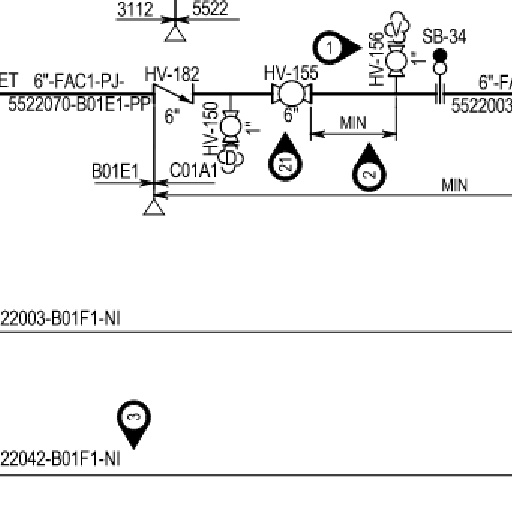 3112 5522
1
HV-156
1"
SB-34
ET 6"-FAC1-PJ-
HV-182
HV-155
6"-FA
5522070-B01E1-PP
6"
HV-150
1"
D
6"
MIN
5522003
21
2
B01E1 C01A1
MIN
22003-B01F1-NI
3
22042-B01F1-NI